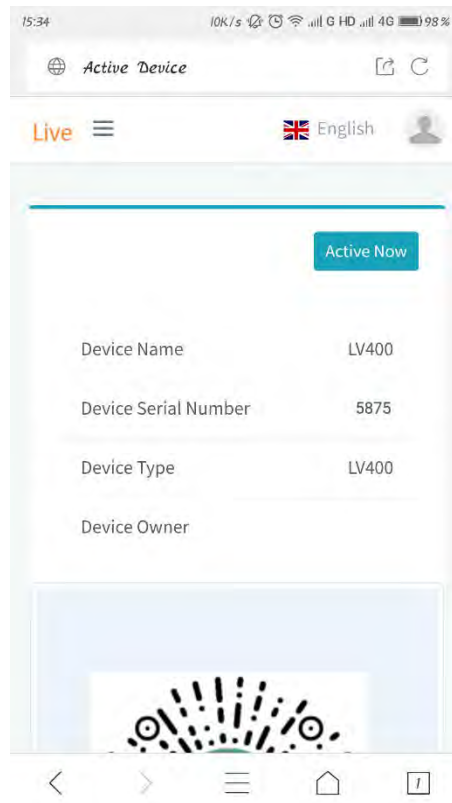 15:34 10K/s G HD 4G 98%
Active Device
Live English
Active Now
Device Name LV400
Device Serial Number 5875
Device Type LV400
Device Owner
1